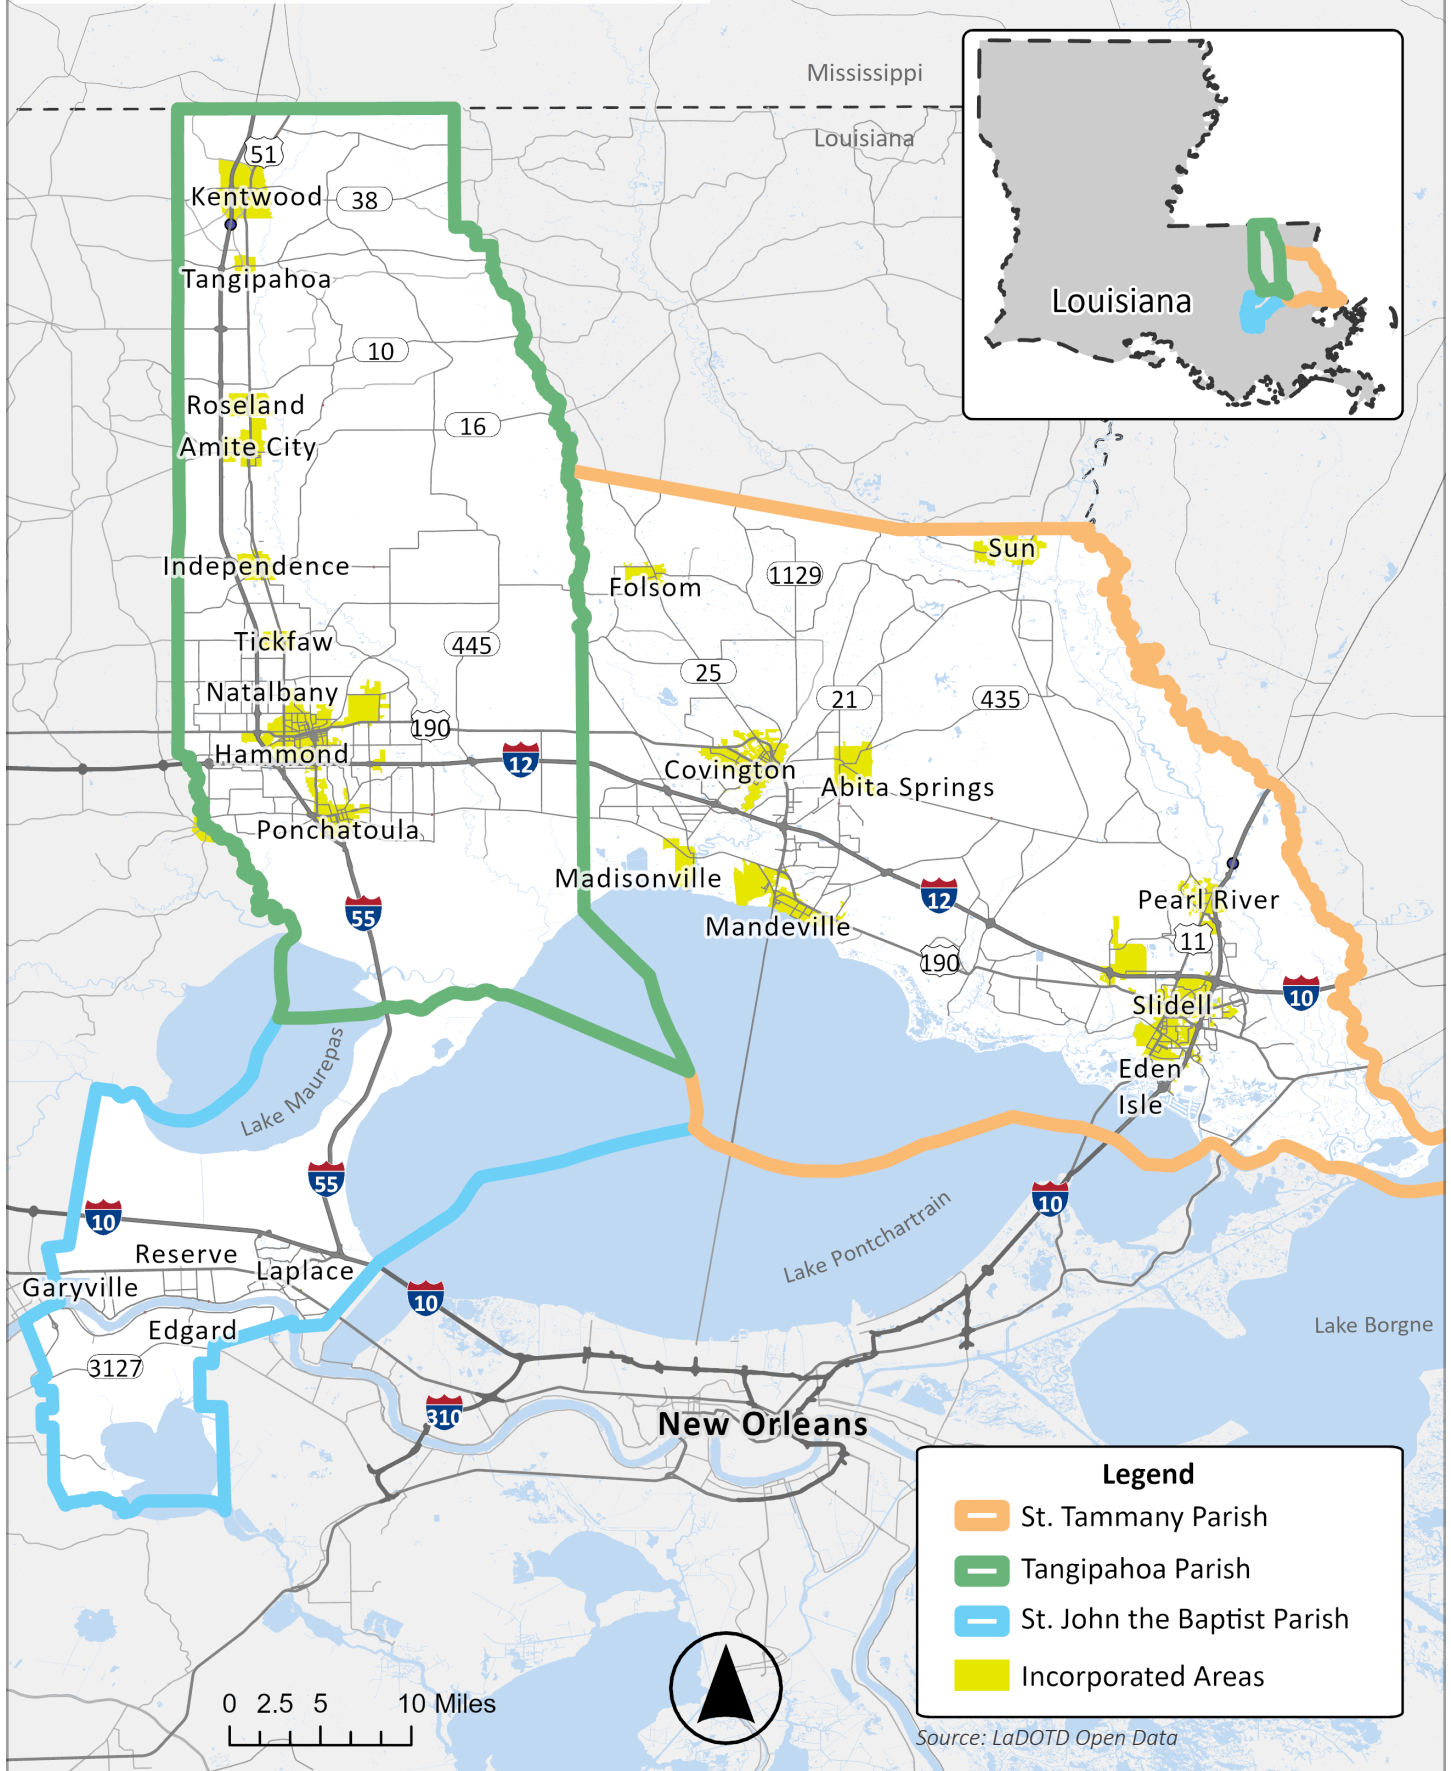 Mississippi
Louisiana
51
Kentwood
38
Tangipahoa
Louisiana
10
Roseland
16
Amite City
Sun
Independence
Folsom
1129
Tickfaw
445
25
Natalbany
21
435
190
Hammond
12
Covington
Abita Springs
Ponchatoula
Madisonville
12
Pearl River
55
Mandeville
11
190
10
Slidell
Lake Maurepas
Eden
Isle
55
10
10
Lake Pontchartrain
Reserve
Laplace
Garyville
10
Edgard
Lake Borgne
3127
310
New Orleans
Legend
St. Tammany Parish
Tangipahoa Parish
St. John the Baptist Parish
Incorporated Areas
0 2.5 5 10 Miles
Source: LaDOTD Open Data